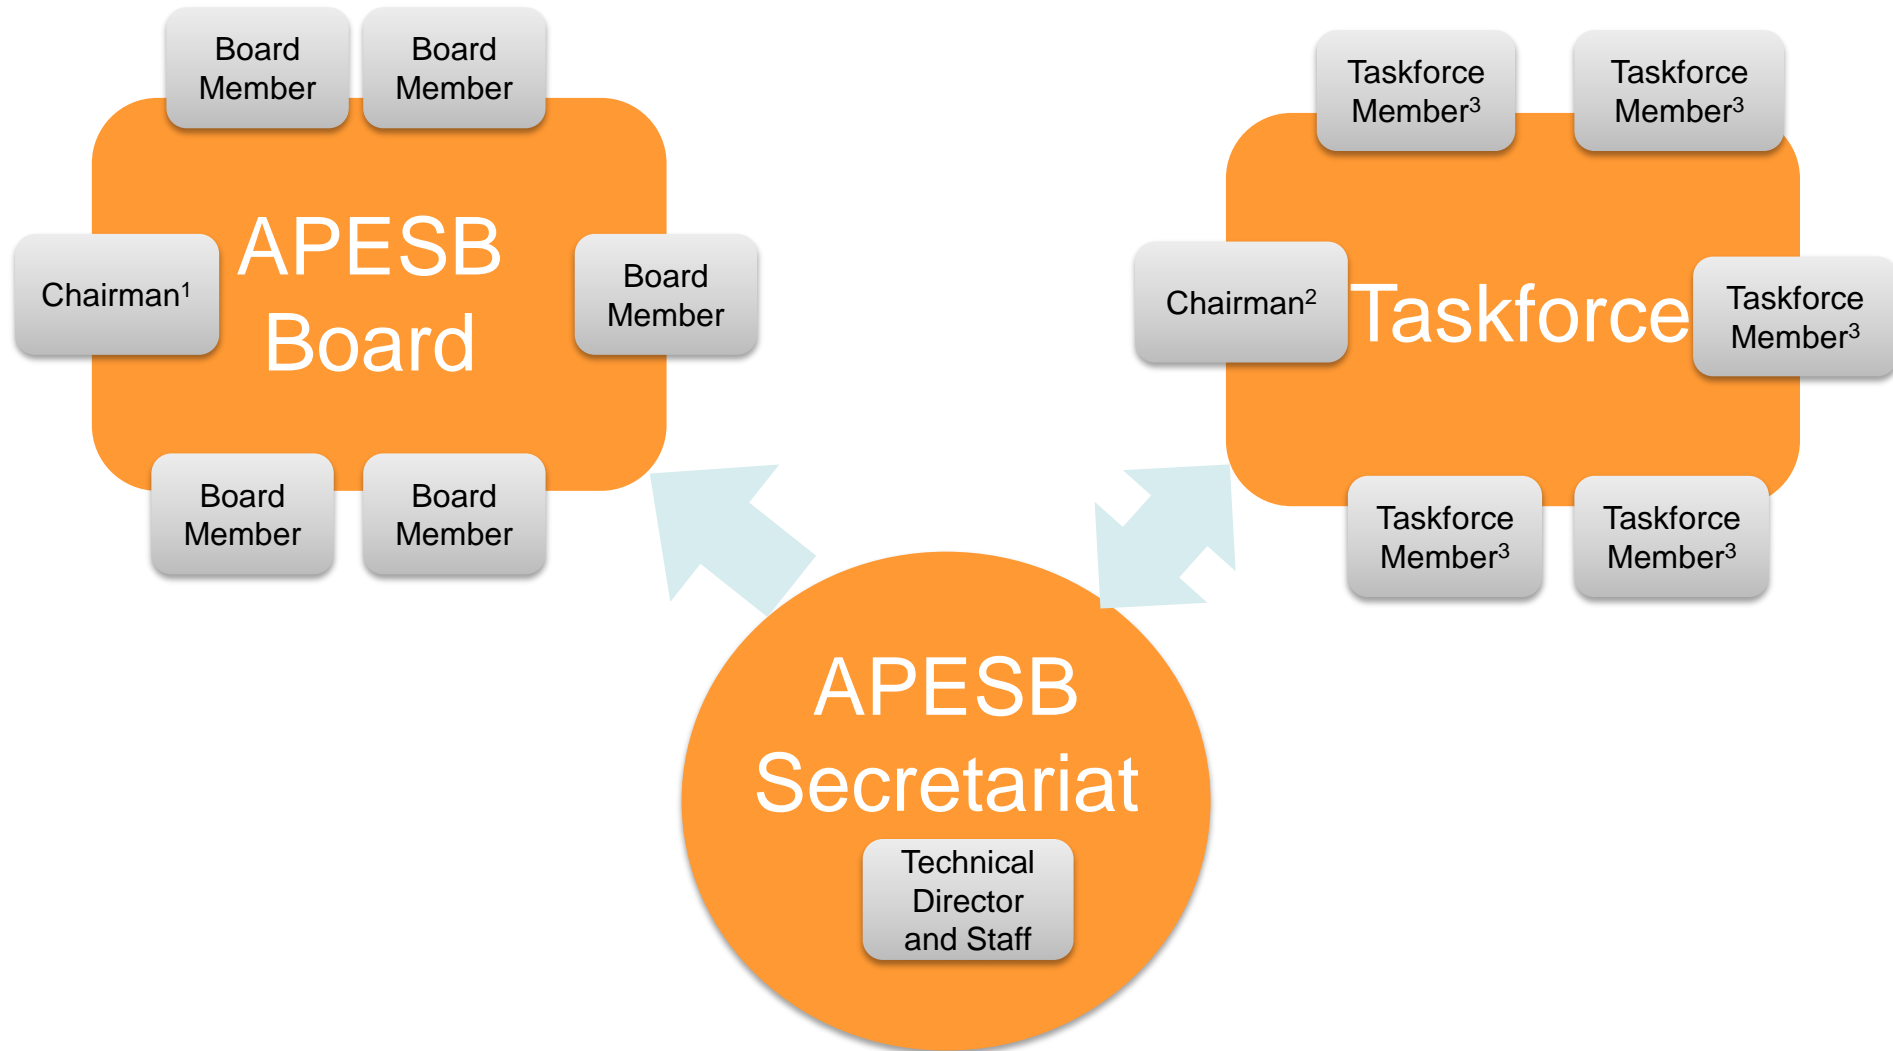 Board
Member
Board
Member
APESB
Board
Chairman¹
Board
Member
Board
Member
Board
Member
Taskforce
Member³
Taskforce
Member³
Chairman²
Taskforce
Taskforce
Member³
Taskforce
Member³
Taskforce
Member³
APESB
Secretariat
Technical
Director
and Staff